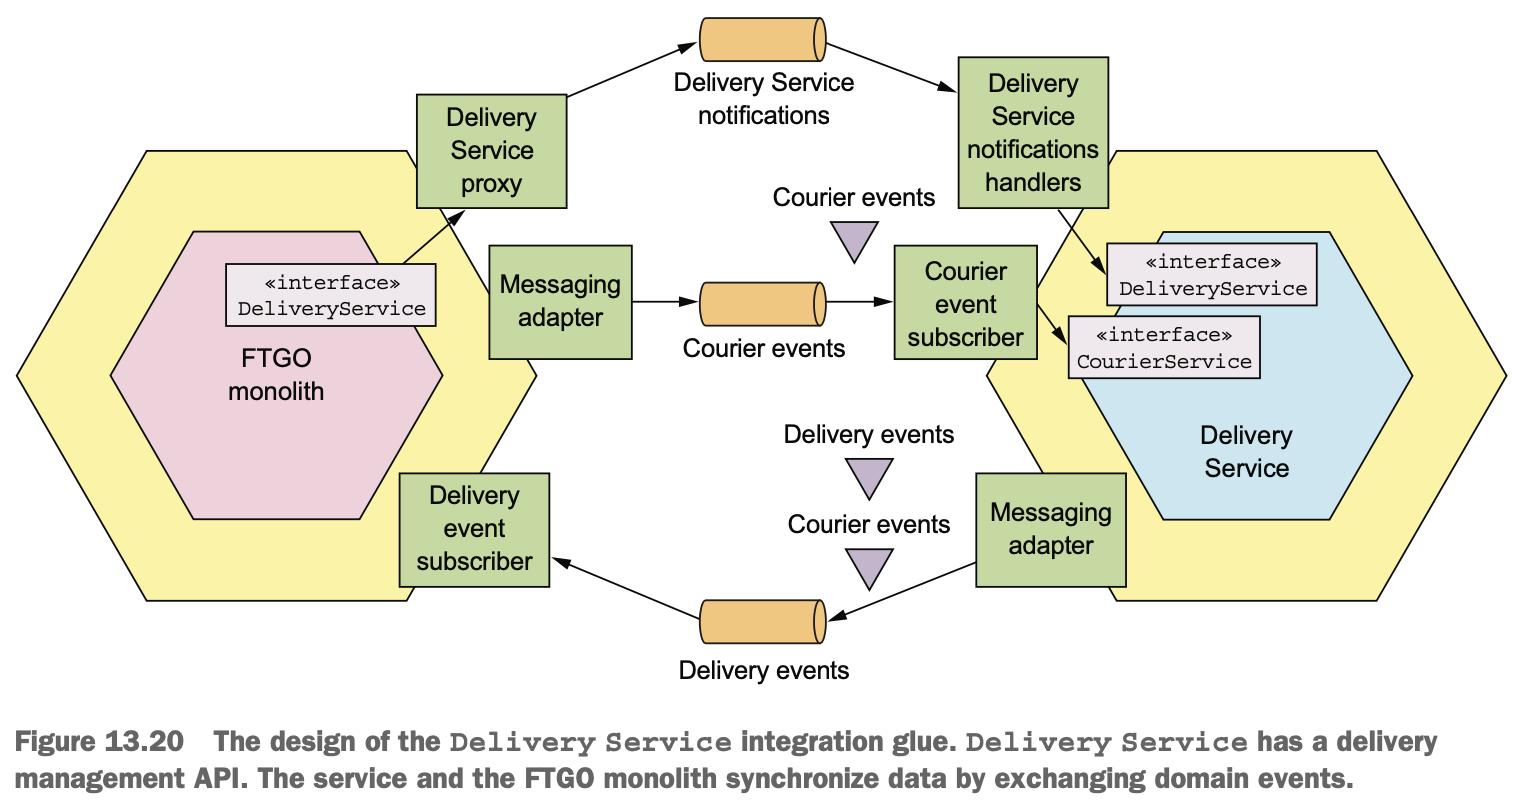 Delivery Service
notifications
Delivery
Service
proxy
Delivery
Service
notifications
handlers
Courier events
«interface»
DeliveryService
Messaging
adapter
Courier events
Courier
event
subscriber
«interface»
DeliveryService
«interface»
CourierService
FTGO
monolith
Delivery events
Delivery
Service
Courier events
Delivery
event
subscriber
Messaging
adapter
Delivery events
Figure 13.20 The design of the Delivery Service integration glue. Delivery Service has a delivery
management API. The service and the FTGO monolith synchronize data by exchanging domain events.